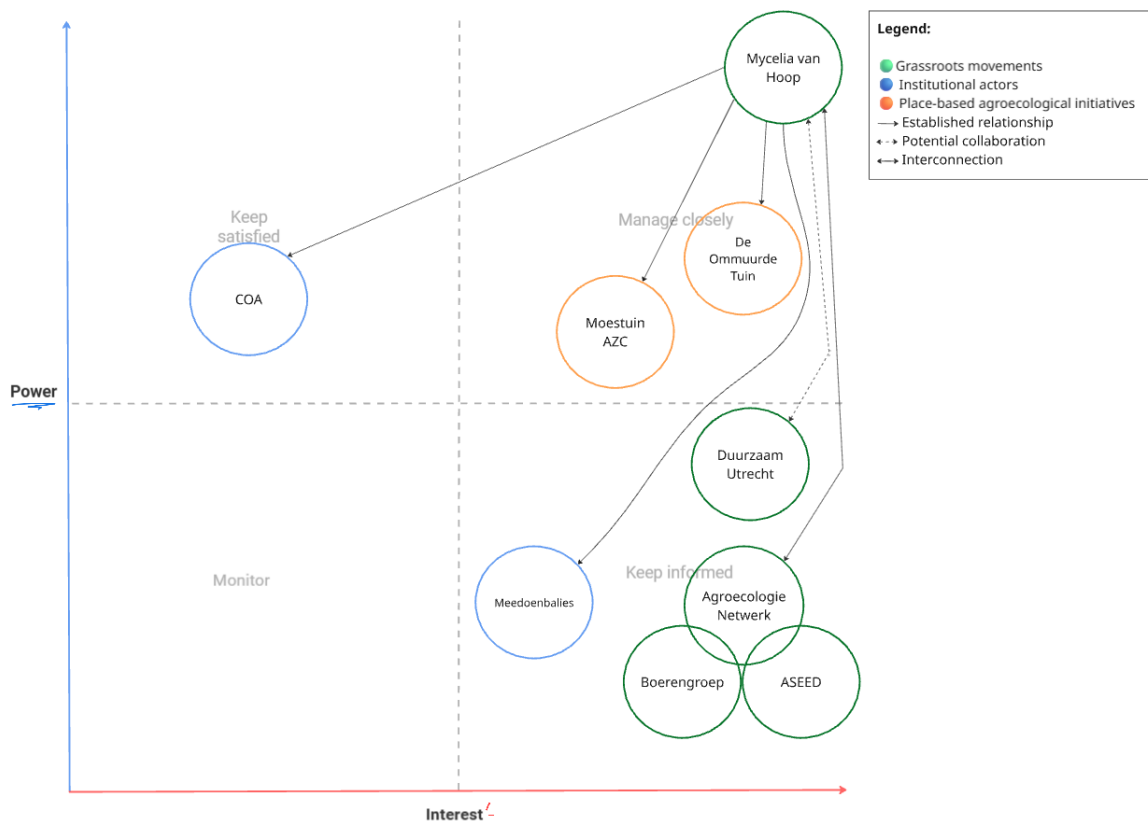 Mycelia van
Hoop
Legend:
Grassroots movements
Institutional actors
Place-based agroecological initiatives
Established relationship
Potential collaboration
Interconnection
Keep
satisfied
Manage closely
De
Ommuurde
Tuin
COA
Moestuin
AZC
Power
Duurzaam
Utrecht
Monitor
Keep informed
Meedoenbalies
Agroecologie
Netwerk
Boerengroep
ASEED
Interest